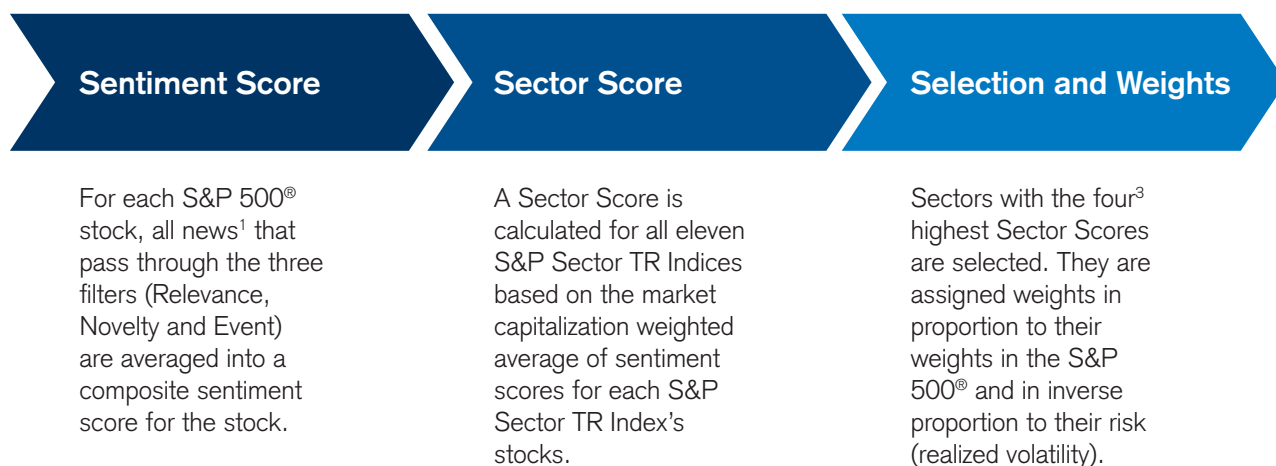 Sentiment Score
For each S&P 500®
stock, all news¹ that
pass through the three
filters (Relevance,
Novelty and Event)
are averaged into a
composite sentiment
score for the stock.
Sector Score
A Sector Score is
calculated for all eleven
S&P Sector TR Indices
based on the market
capitalization weighted
average of sentiment
scores for each S&P
Sector TR Index’s
stocks.
Selection and Weights
Sectors with the four³
highest Sector Scores
are selected. They are
assigned weights in
proportion to their
weights in the S&P
500® and in inverse
proportion to their risk
(realized volatility).